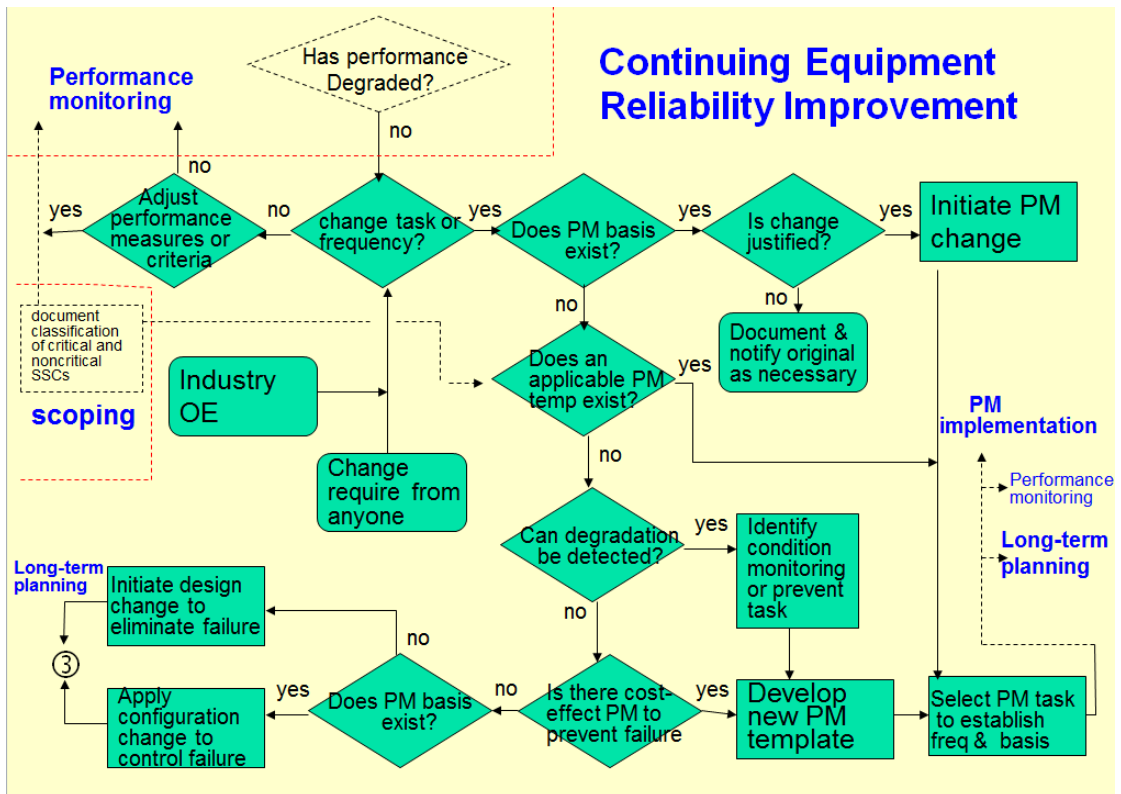 Continuing Equipment
Reliability Improvement
Has performance
Degraded?
no
Performance
monitoring
no
yes
Adjust
performance
measures or
criteria
no
change task or
frequency?
yes
Does PM basis
exist?
yes
Is change
justified?
yes
Initiate PM
change
no
no
Document &
notify original
as necessary
document
classification
of critical and
noncritical
SSCs
scoping
Industry
OE
Change
require from
anyone
Does an
applicable PM
temp exist?
yes
no
PM
implementation
Performance
monitoring
Long-term
planning
Can degradation
be detected?
yes
Identify
condition
monitoring
or prevent
task
no
Long-term
planning
Initiate design
change to
eliminate failure
no
3
Apply
configuration
change to
control failure
yes
Does PM basis
exist?
no
Is there cost-
effect PM to
prevent failure
yes
Develop
new PM
template
Select PM task
to establish
freq & basis